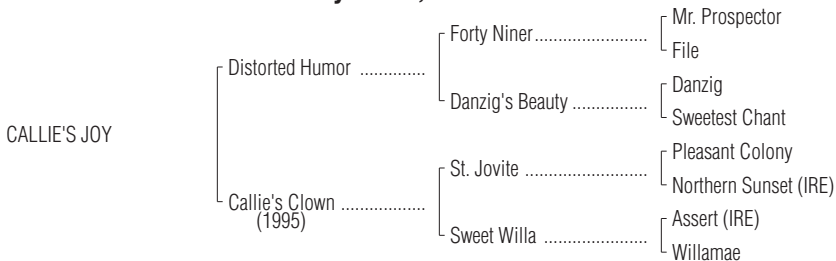 Mr. Prospector
Forty Niner
File
Distorted Humor
Danzig
Danzig's Beauty
Sweetest Chant
CALLIE'S JOY
Pleasant Colony
St. Jovite
Northern Sunset (IRE)
Callie's Clown
(1995)
Assert (IRE)
Sweet Willa
Willamae